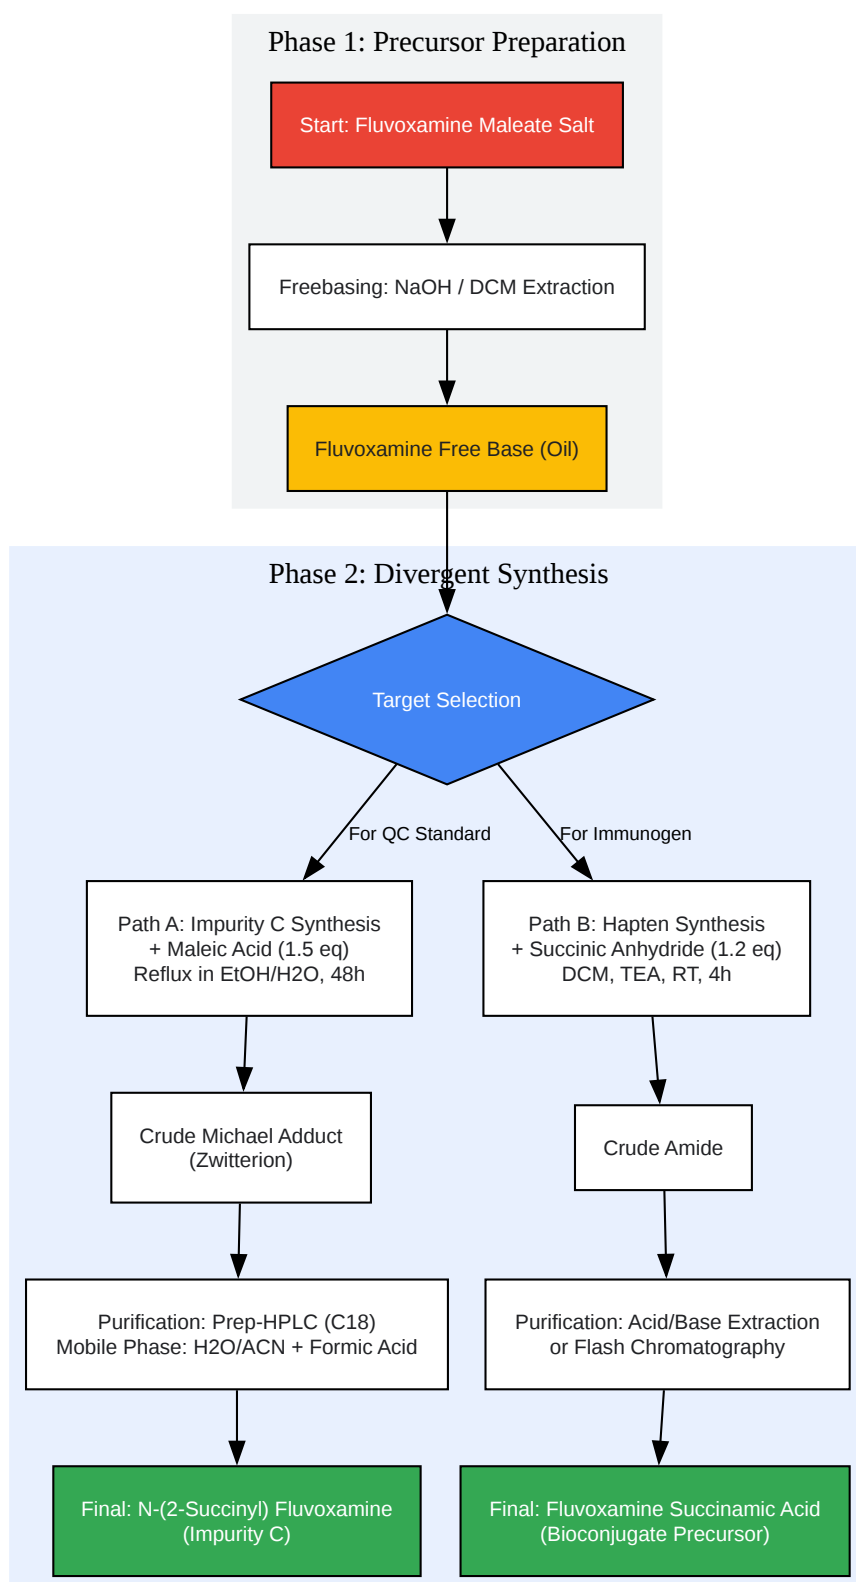 Phase 1: Precursor Preparation
Start: Fluvoxamine Maleate Salt
Freebasing: NaOH / DCM Extraction
Fluvoxamine Free Base (Oil)
Phase 2: Divergent Synthesis
Target Selection
For QC Standard
For Immunogen
Path A: Impurity C Synthesis
+ Maleic Acid (1.5 eq)
Reflux in EtOH/H2O, 48h
Path B: Hapten Synthesis
+ Succinic Anhydride (1.2 eq)
DCM, TEA, RT, 4h
Crude Michael Adduct
(Zwitterion)
Crude Amide
Purification: Prep-HPLC (C18)
Mobile Phase: H2O/ACN + Formic Acid
Purification: Acid/Base Extraction
or Flash Chromatography
Final: N-(2-Succinyl) Fluvoxamine
(Impurity C)
Final: Fluvoxamine Succinamic Acid
(Bioconjugate Precursor)